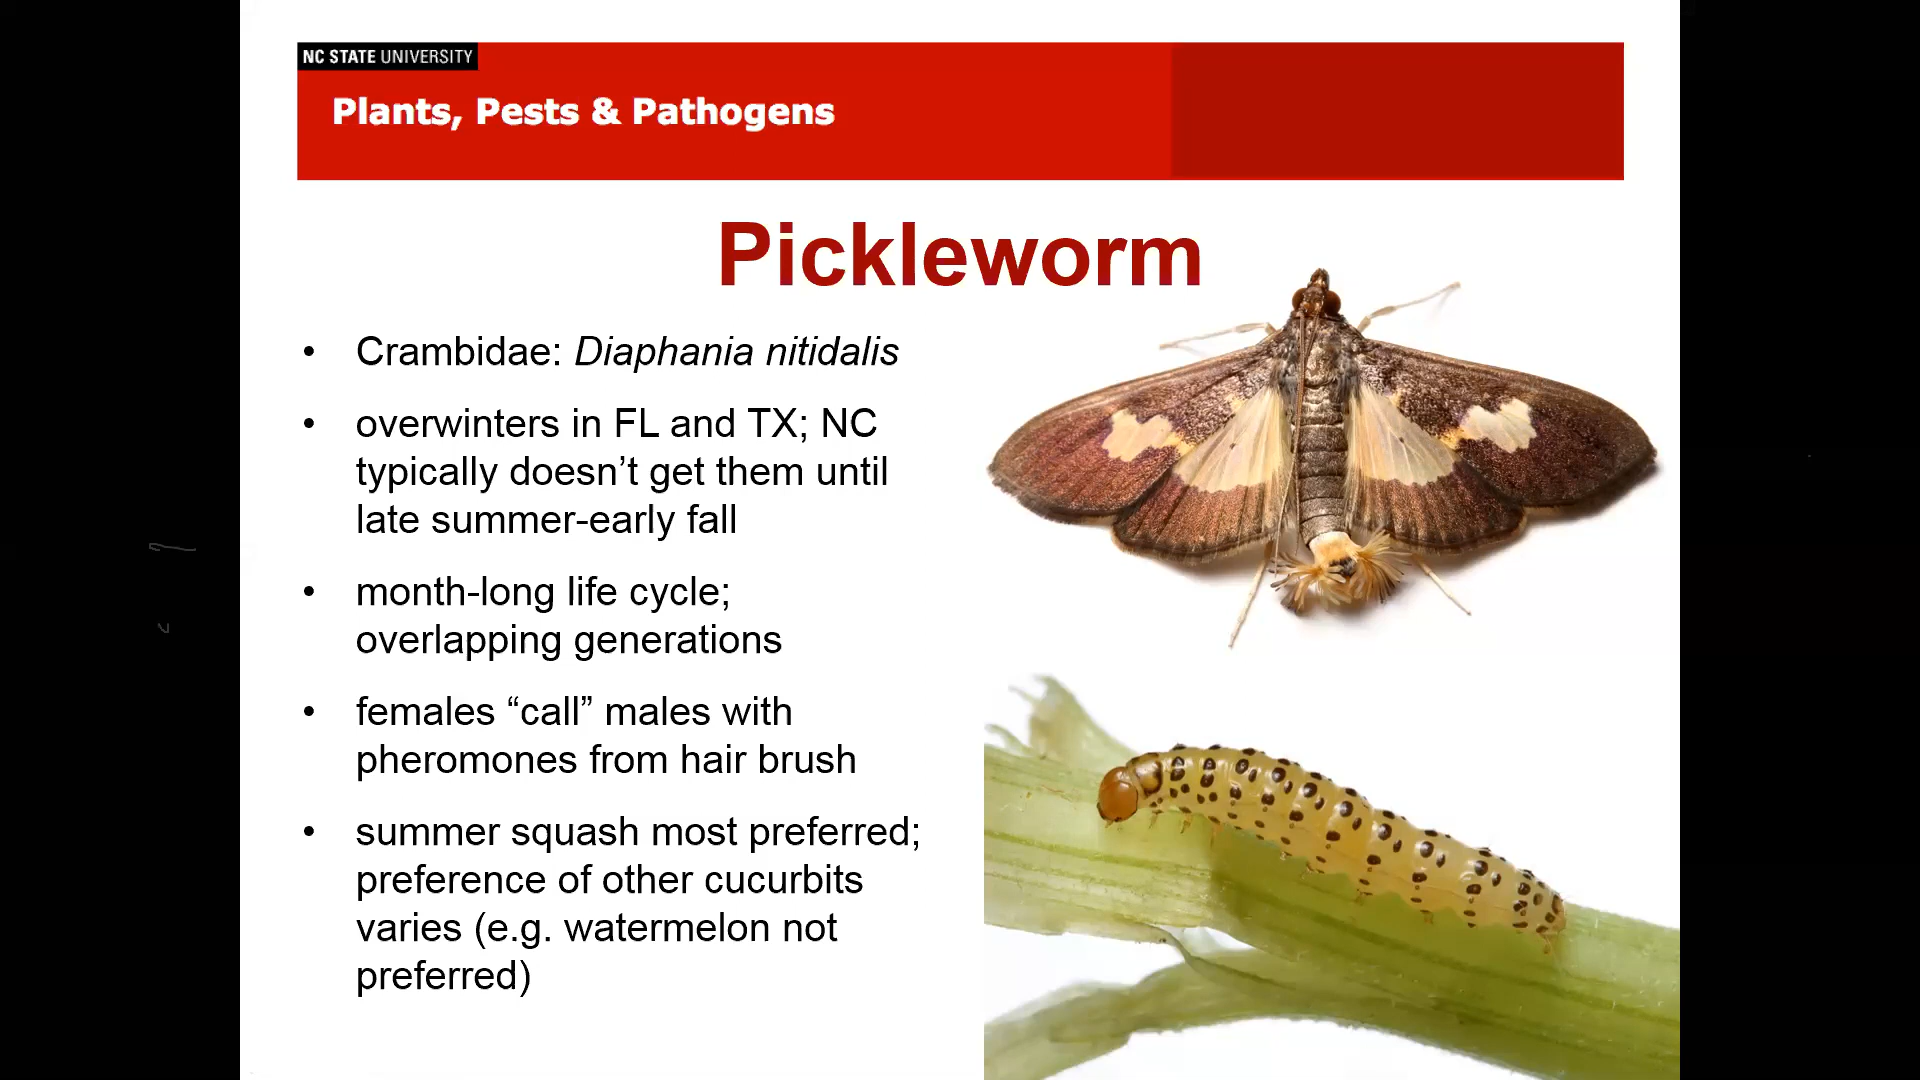 NC STATE UNIVERSITY
Plants, Pests & Pathogens
Pickleworm
• Crambidae: Diaphania nitidalis
• overwinters in FL and TX; NC
typically doesn’t get them until
late summer-early fall
• month-long life cycle;
overlapping generations
• females “call” males with
pheromones from hair brush
• summer squash most preferred;
preference of other cucurbits
varies (e.g. watermelon not
preferred)